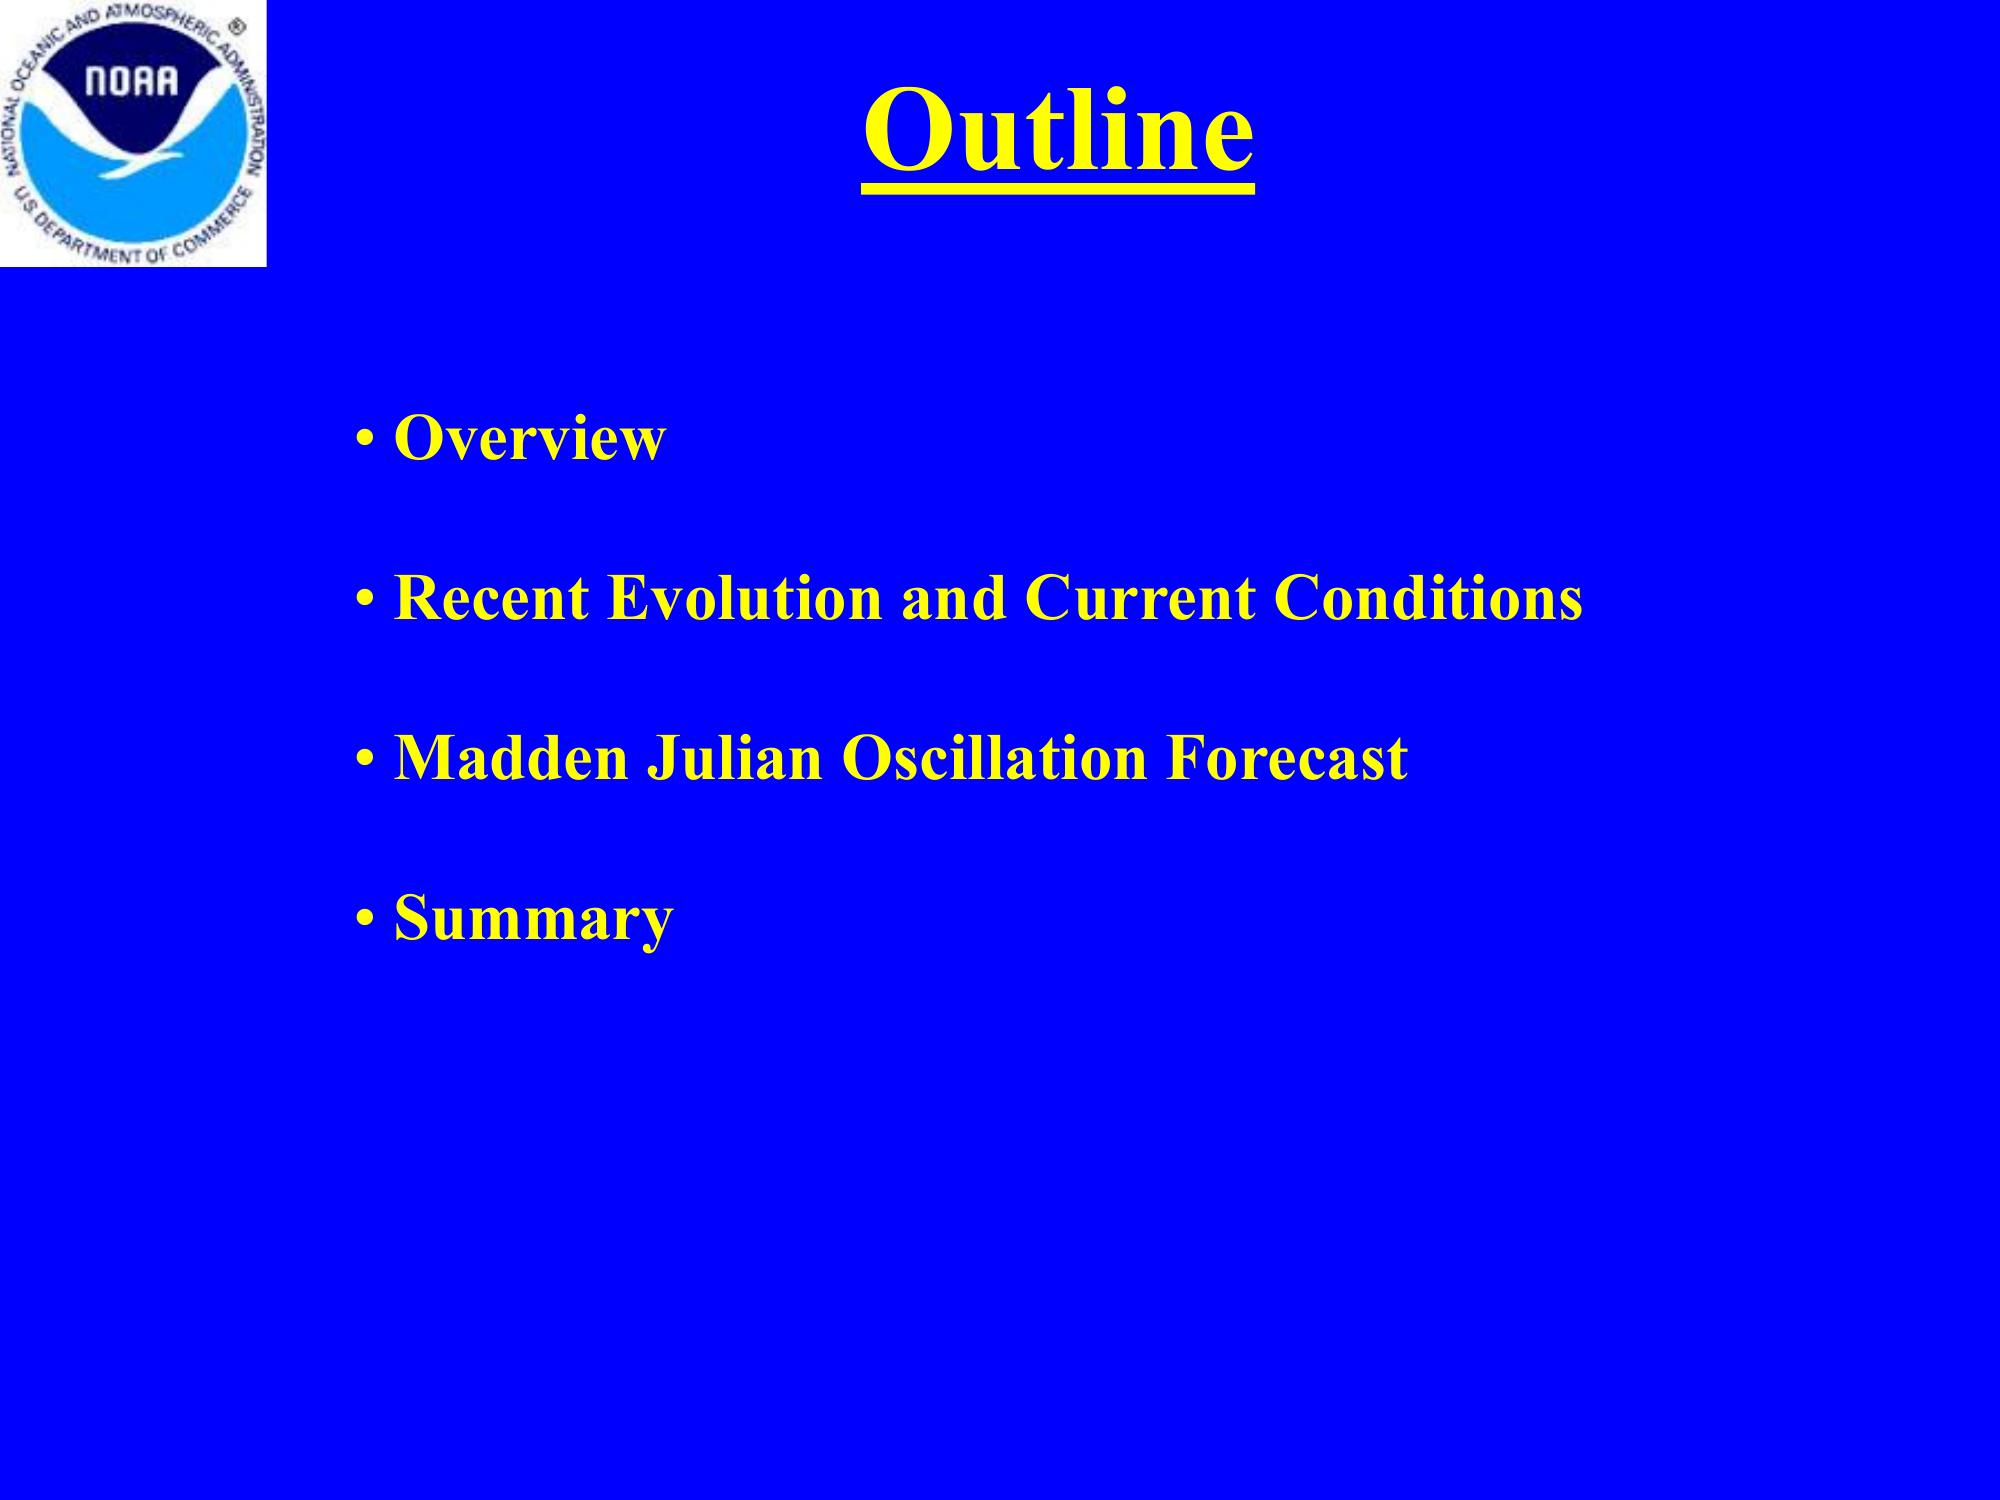 NATIONAL OCEANIC AND ATMOSPHERIC ADMINISTRATION
®
NOAA
U.S. DEPARTMENT OF COMMERCE
Outline
• Overview
• Recent Evolution and Current Conditions
• Madden Julian Oscillation Forecast
• Summary